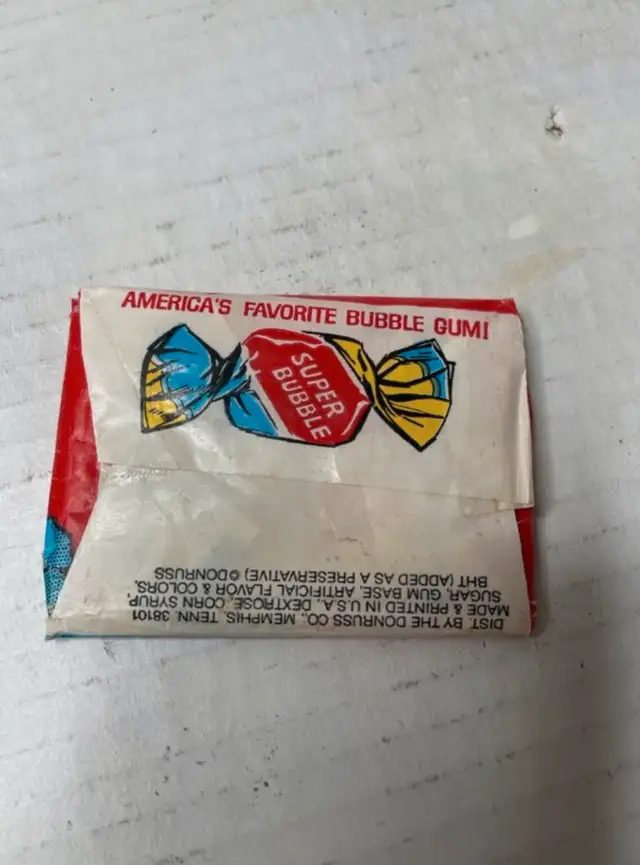 AMERICA'S FAVORITE BUBBLE GUM!
SUPER
BUBBLE
DIST. BY THE DONRUSS CO., MEMPHIS, TENN. 38101
MADE & PRINTED IN U.S.A. DEXTROSE, CORN SYRUP,
SUGAR, GUM BASE, ARTIFICIAL FLAVOR & COLORS,
BHT (ADDED AS A PRESERVATIVE) © DONRUSS